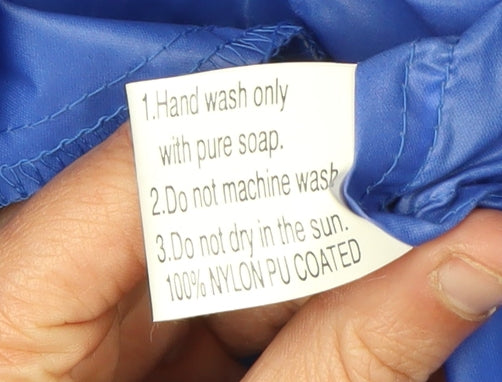 1.Hand wash only
with pure soap.
2.Do not machine wash
3.Do not dry in the sun.
100% NYLON PU COATED